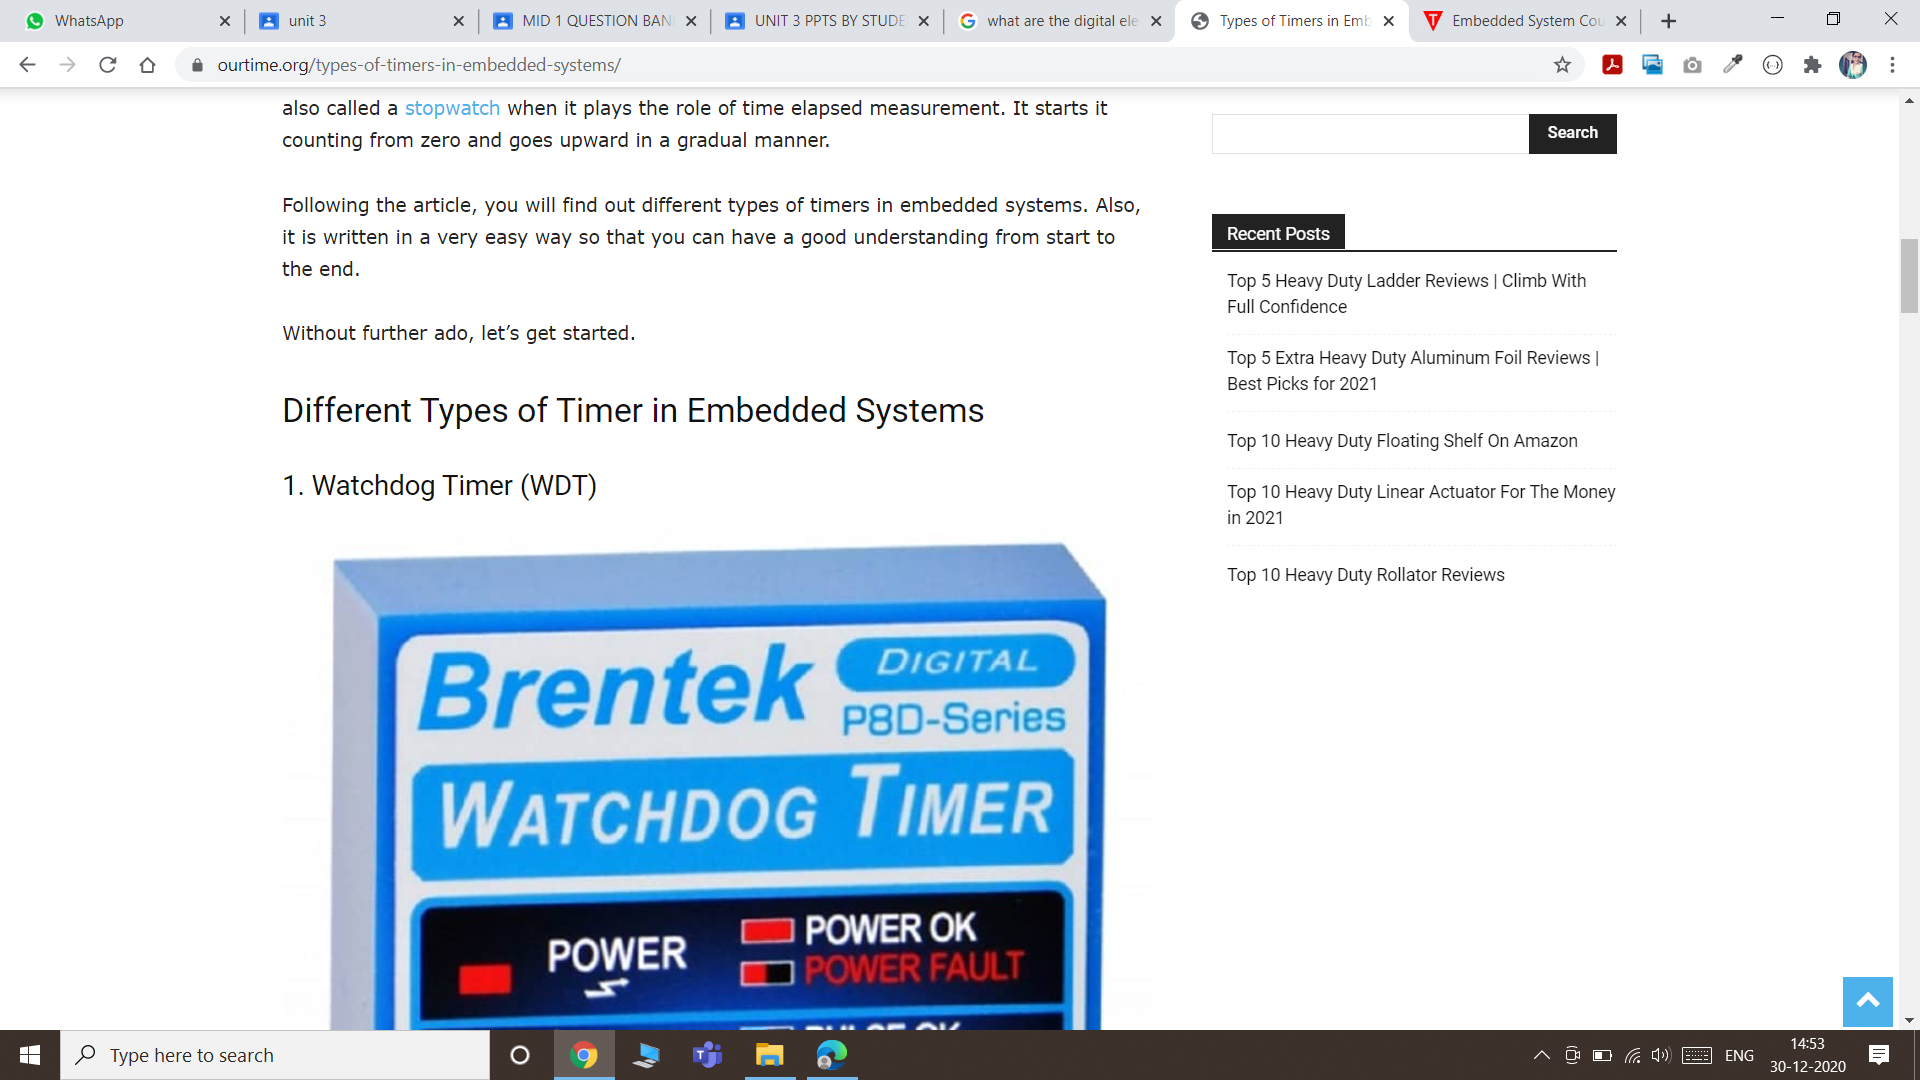 WhatsApp
unit 3
MID 1 QUESTION BAN
UNIT 3 PPTS BY STUDE
what are the digital ele
Types of Timers in Emb
Embedded System Cou
ourtime.org/types-of-timers-in-embedded-systems/
also called a stopwatch when it plays the role of time elapsed measurement. It starts it
counting from zero and goes upward in a gradual manner.
Following the article, you will find out different types of timers in embedded systems. Also,
it is written in a very easy way so that you can have a good understanding from start to
the end.
Without further ado, let’s get started.
Different Types of Timer in Embedded Systems
1. Watchdog Timer (WDT)
Brentek
DIGITAL
P8D-Series
WATCHDOG TIMER
POWER
POWER OK
POWER FAULT
PULSE OK
Search
Recent Posts
Top 5 Heavy Duty Ladder Reviews | Climb With
Full Confidence
Top 5 Extra Heavy Duty Aluminum Foil Reviews |
Best Picks for 2021
Top 10 Heavy Duty Floating Shelf On Amazon
Top 10 Heavy Duty Linear Actuator For The Money
in 2021
Top 10 Heavy Duty Rollator Reviews
Type here to search
ENG
14:53
30-12-2020